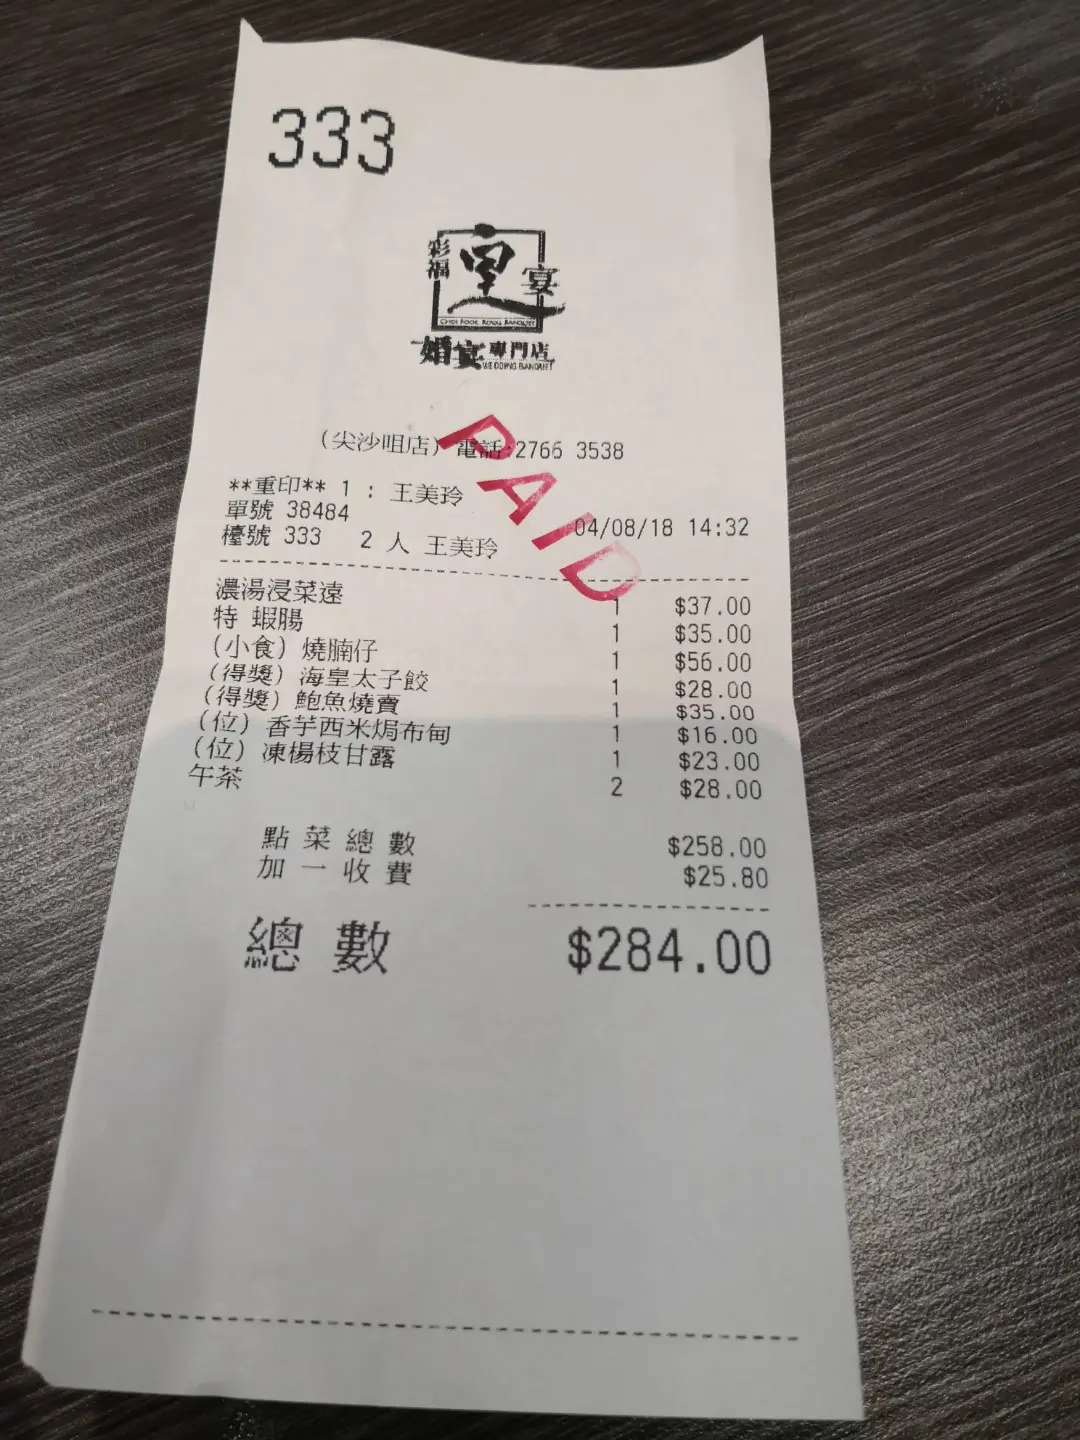 333
彩福
皇
宴
CHOI FOOK ROYAL BANQUET
婚宴專門店
WEDDING BANQUET
(尖沙咀店) 電話:2766 3538
PAID
**重印** 1 : 王美玲
單號 38484 04/08/18 14:32
檯號 333 2 人 王美玲
濃湯浸菜遠 1 $37.00
特 蝦腸 1 $35.00
(小食) 燒腩仔 1 $56.00
(得獎) 海皇太子餃 1 $28.00
(得獎) 鮑魚燒賣 1 $35.00
(位) 香芋西米焗布甸 1 $16.00
(位) 凍楊枝甘露 1 $23.00
午茶 2 $28.00
點菜總數 $258.00
加一收費 $25.80
總數 $284.00